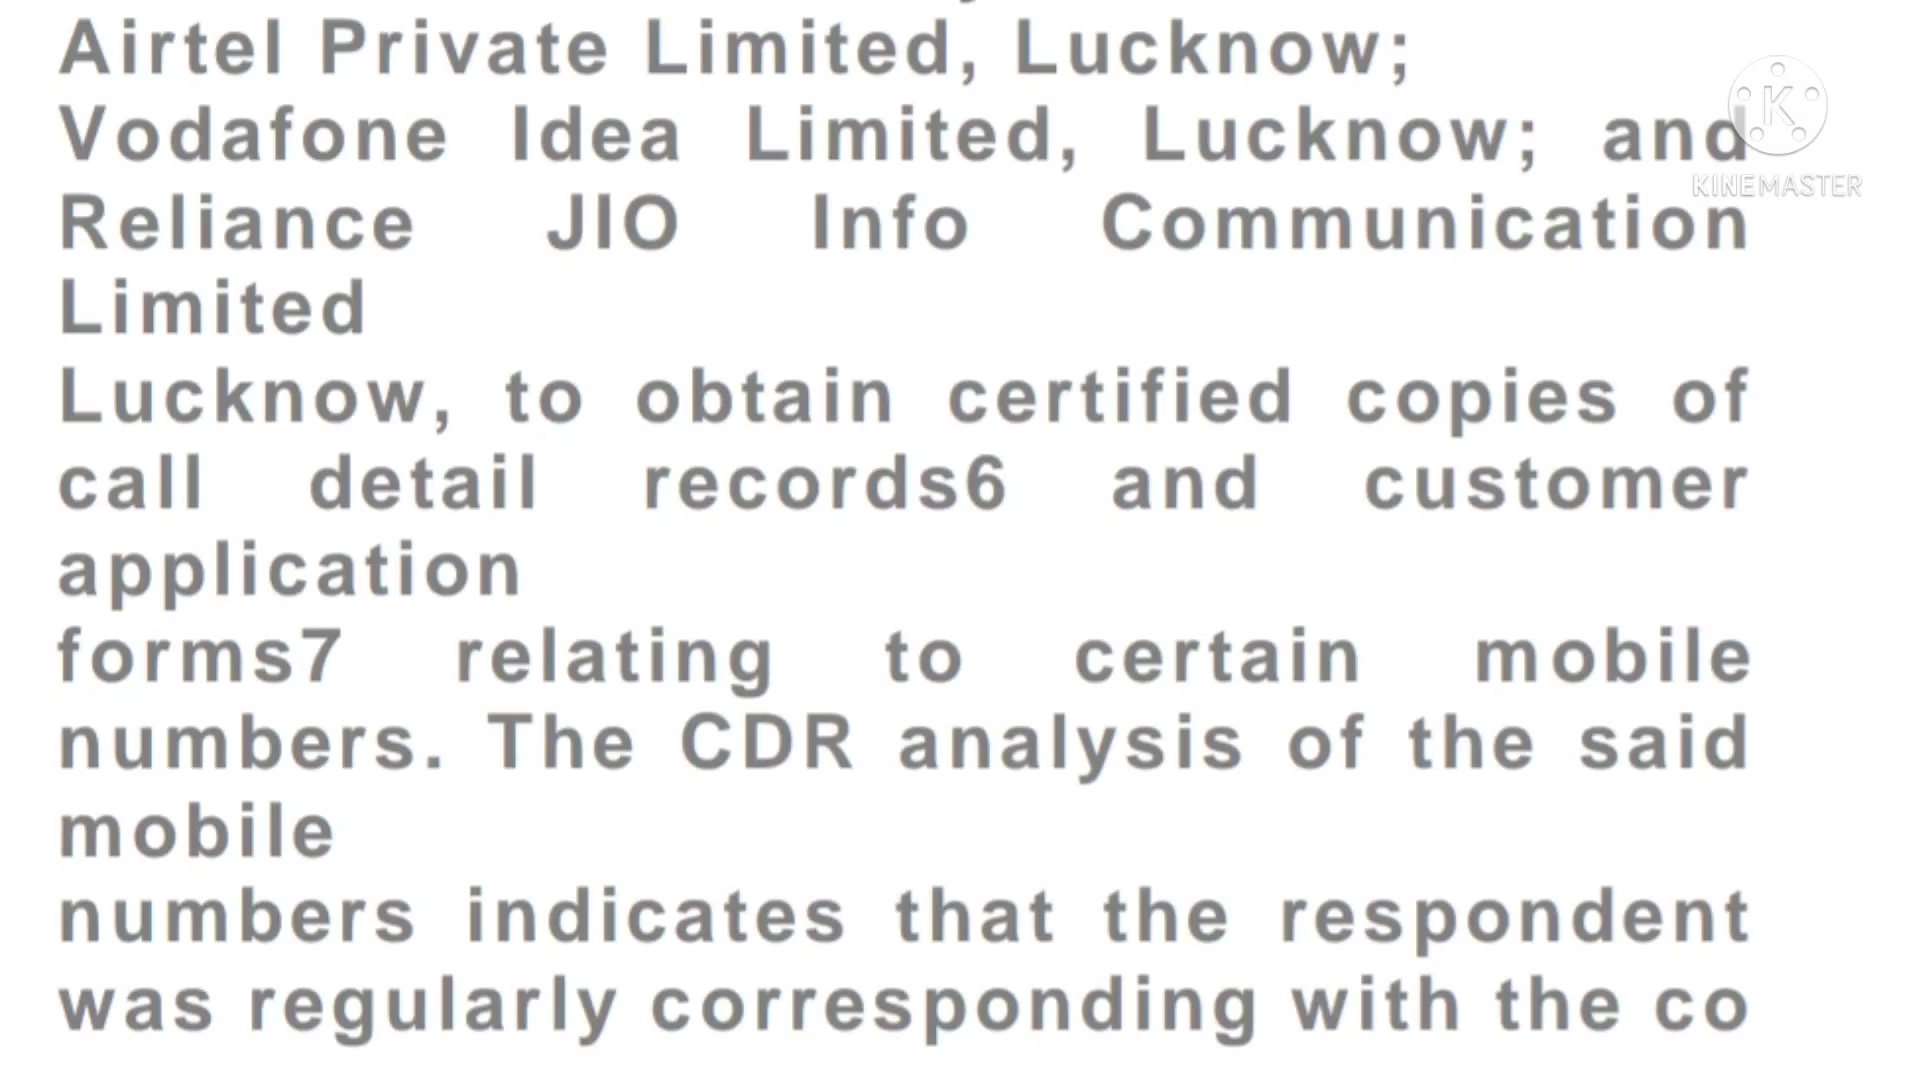 Airtel Private Limited, Lucknow;
Vodafone Idea Limited, Lucknow; and
Reliance JIO Info Communication
Limited
Lucknow, to obtain certified copies of
call detail records6 and customer
application
forms7 relating to certain mobile
numbers. The CDR analysis of the said
mobile
numbers indicates that the respondent
was regularly corresponding with the co
K
KINEMASTER